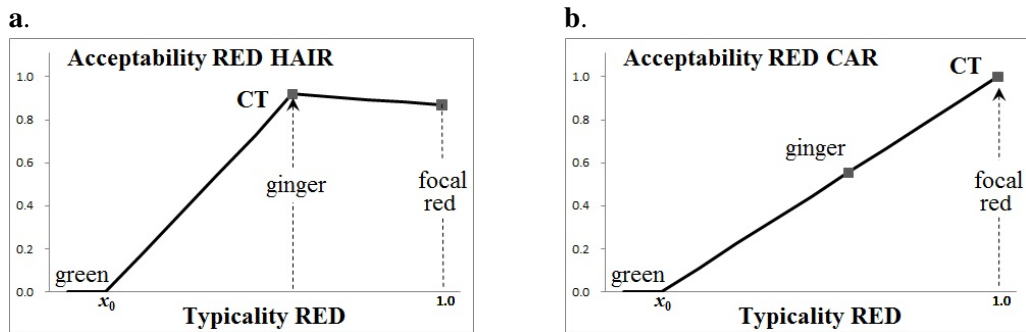 a.
Acceptability RED HAIR
1.0
CT
0.8
0.6
ginger
focal
red
0.4
0.2
green
0.0
x₀
1.0
Typicality RED
b.
Acceptability RED CAR
CT
1.0
0.8
ginger
0.6
focal
red
0.4
0.2
green
0.0
x₀
1.0
Typicality RED